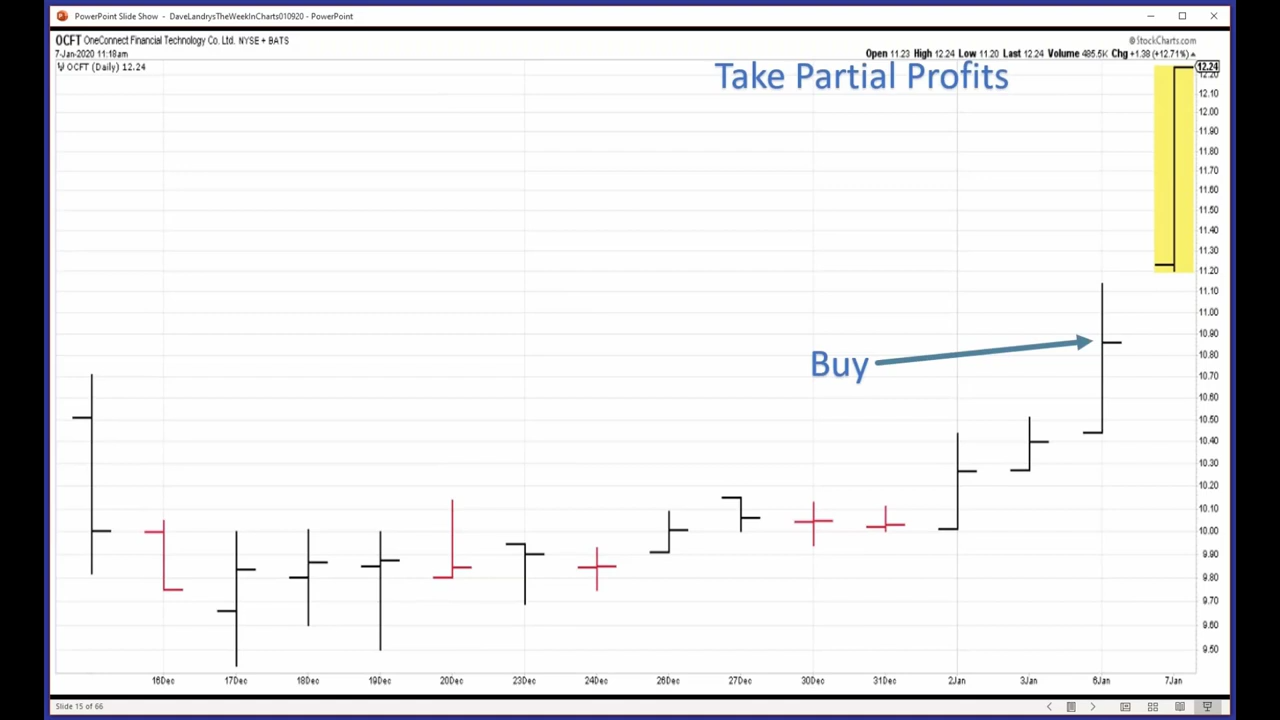 PowerPoint Slide Show - DaveLandrysTheWeekInCharts010920 - PowerPoint
OCFT OneConnect Financial Technology Co. Ltd. NYSE + BATS
© StockCharts.com
7-Jan-2020 11:18am
Open 11.23 High 12.24 Low 11.20 Last 12.24 Volume 485.5K Chg +1.38 (+12.71%)
OCFT (Daily) 12.24
Take Partial Profits
12.24
12.20
12.10
12.00
11.90
11.80
11.70
11.60
11.50
11.40
11.30
11.20
11.10
11.00
10.90
10.80
Buy
10.70
10.60
10.50
10.40
10.30
10.20
10.10
10.00
9.90
9.80
9.70
9.60
9.50
16Dec 17Dec 18Dec 19Dec 20Dec 23Dec 24Dec 26Dec 27Dec 30Dec 31Dec 2Jan 3Jan 6Jan 7Jan
Slide 15 of 66